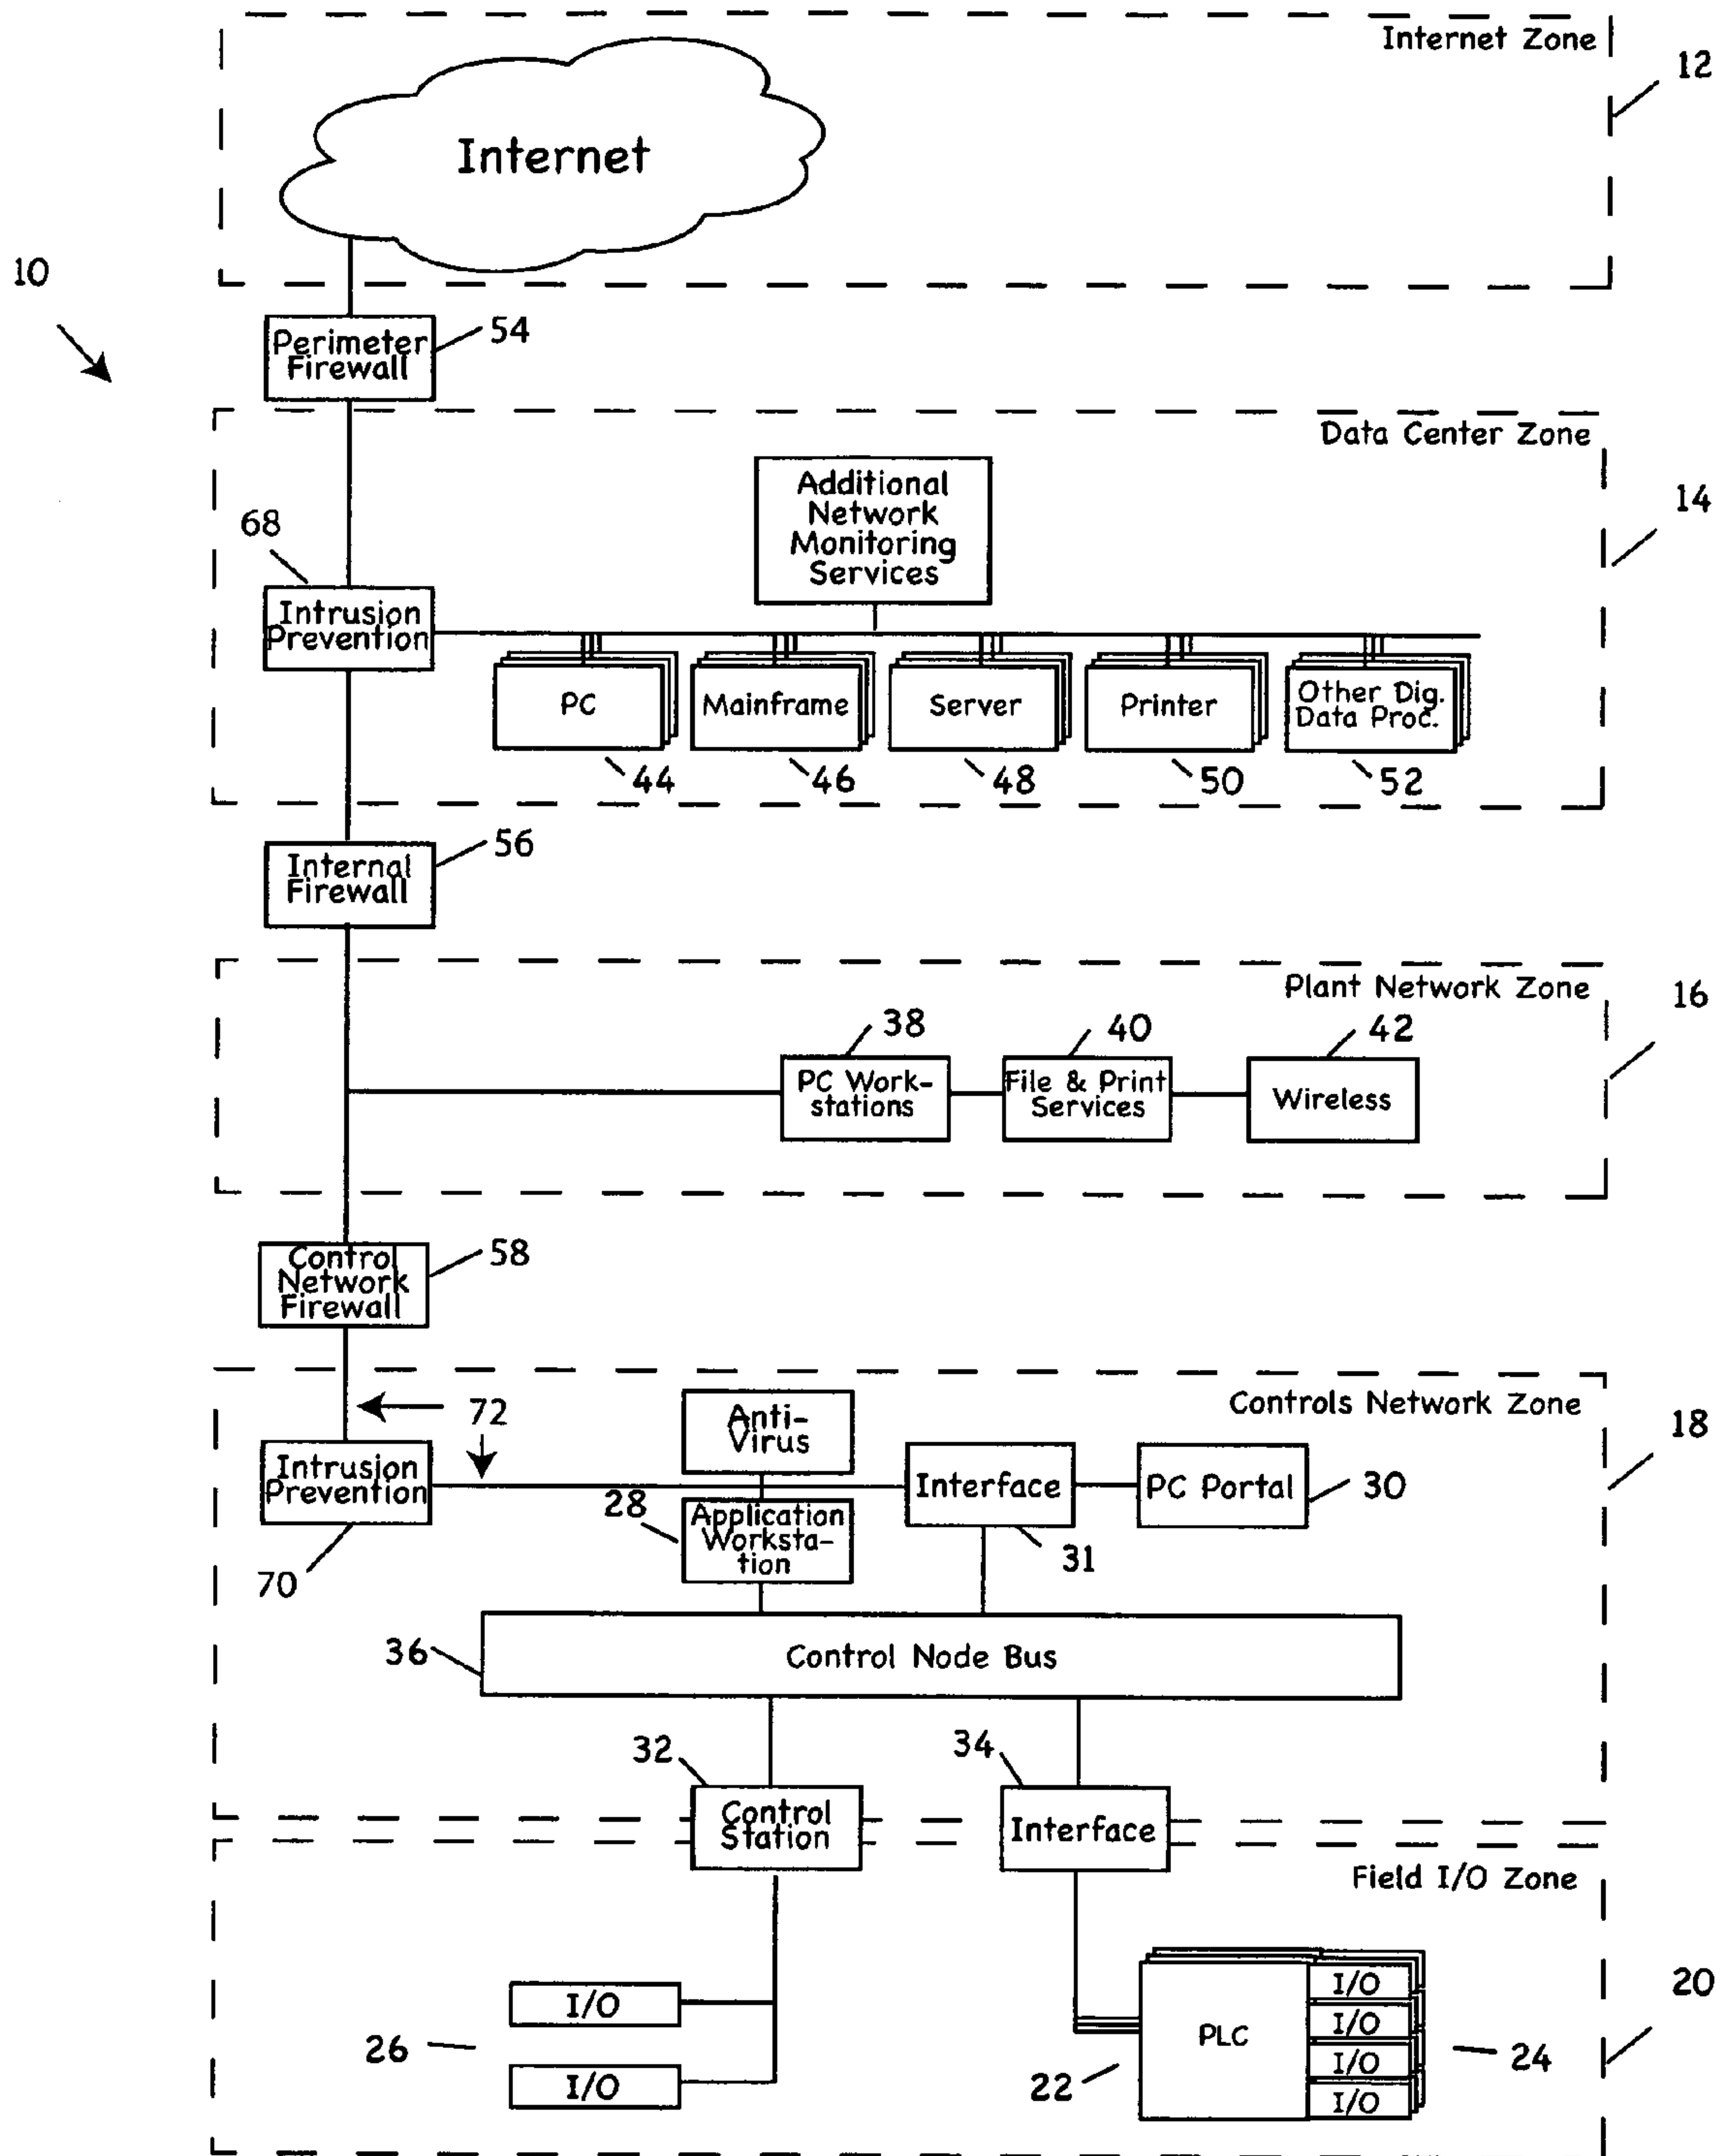 Internet Zone
12
Internet
10
Perimeter
Firewall
54
Data Center Zone
14
Additional
Network
Monitoring
Services
68
Intrusion
Prevention
PC
Mainframe
Server
Printer
Other Dig.
Data Proc.
44
46
48
50
52
Internal
Firewall
56
Plant Network Zone
16
38
40
42
PC Work-
stations
File & Print
Services
Wireless
Control
Network
Firewall
58
Controls Network Zone
18
72
Anti-
Virus
Intrusion
Prevention
70
28
Application
Worksta-
tion
Interface
31
PC Portal
30
36
Control Node Bus
32
34
Control
Station
Interface
Field I/O Zone
20
I/O
26
I/O
22
PLC
I/O
I/O
I/O
I/O
24